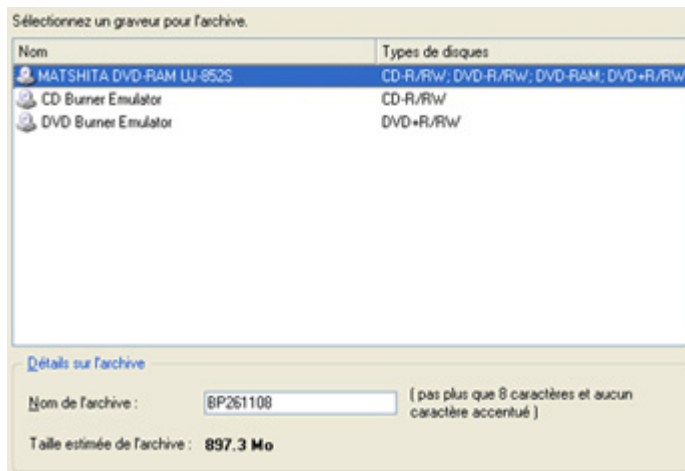 Sélectionnez un graveur pour l'archive.
Nom Types de disques
MATSHITA DVD-RAM UJ-852S CD-R/RW; DVD-R/RW; DVD-RAM; DVD+R/RW
CD Burner Emulator CD-R/RW
DVD Burner Emulator DVD+R/RW
Détails sur l'archive
Nom de l'archive : BP261108 ( pas plus que 8 caractères et aucun
caractère accentué )
Taille estimée de l'archive : 897.3 Mo